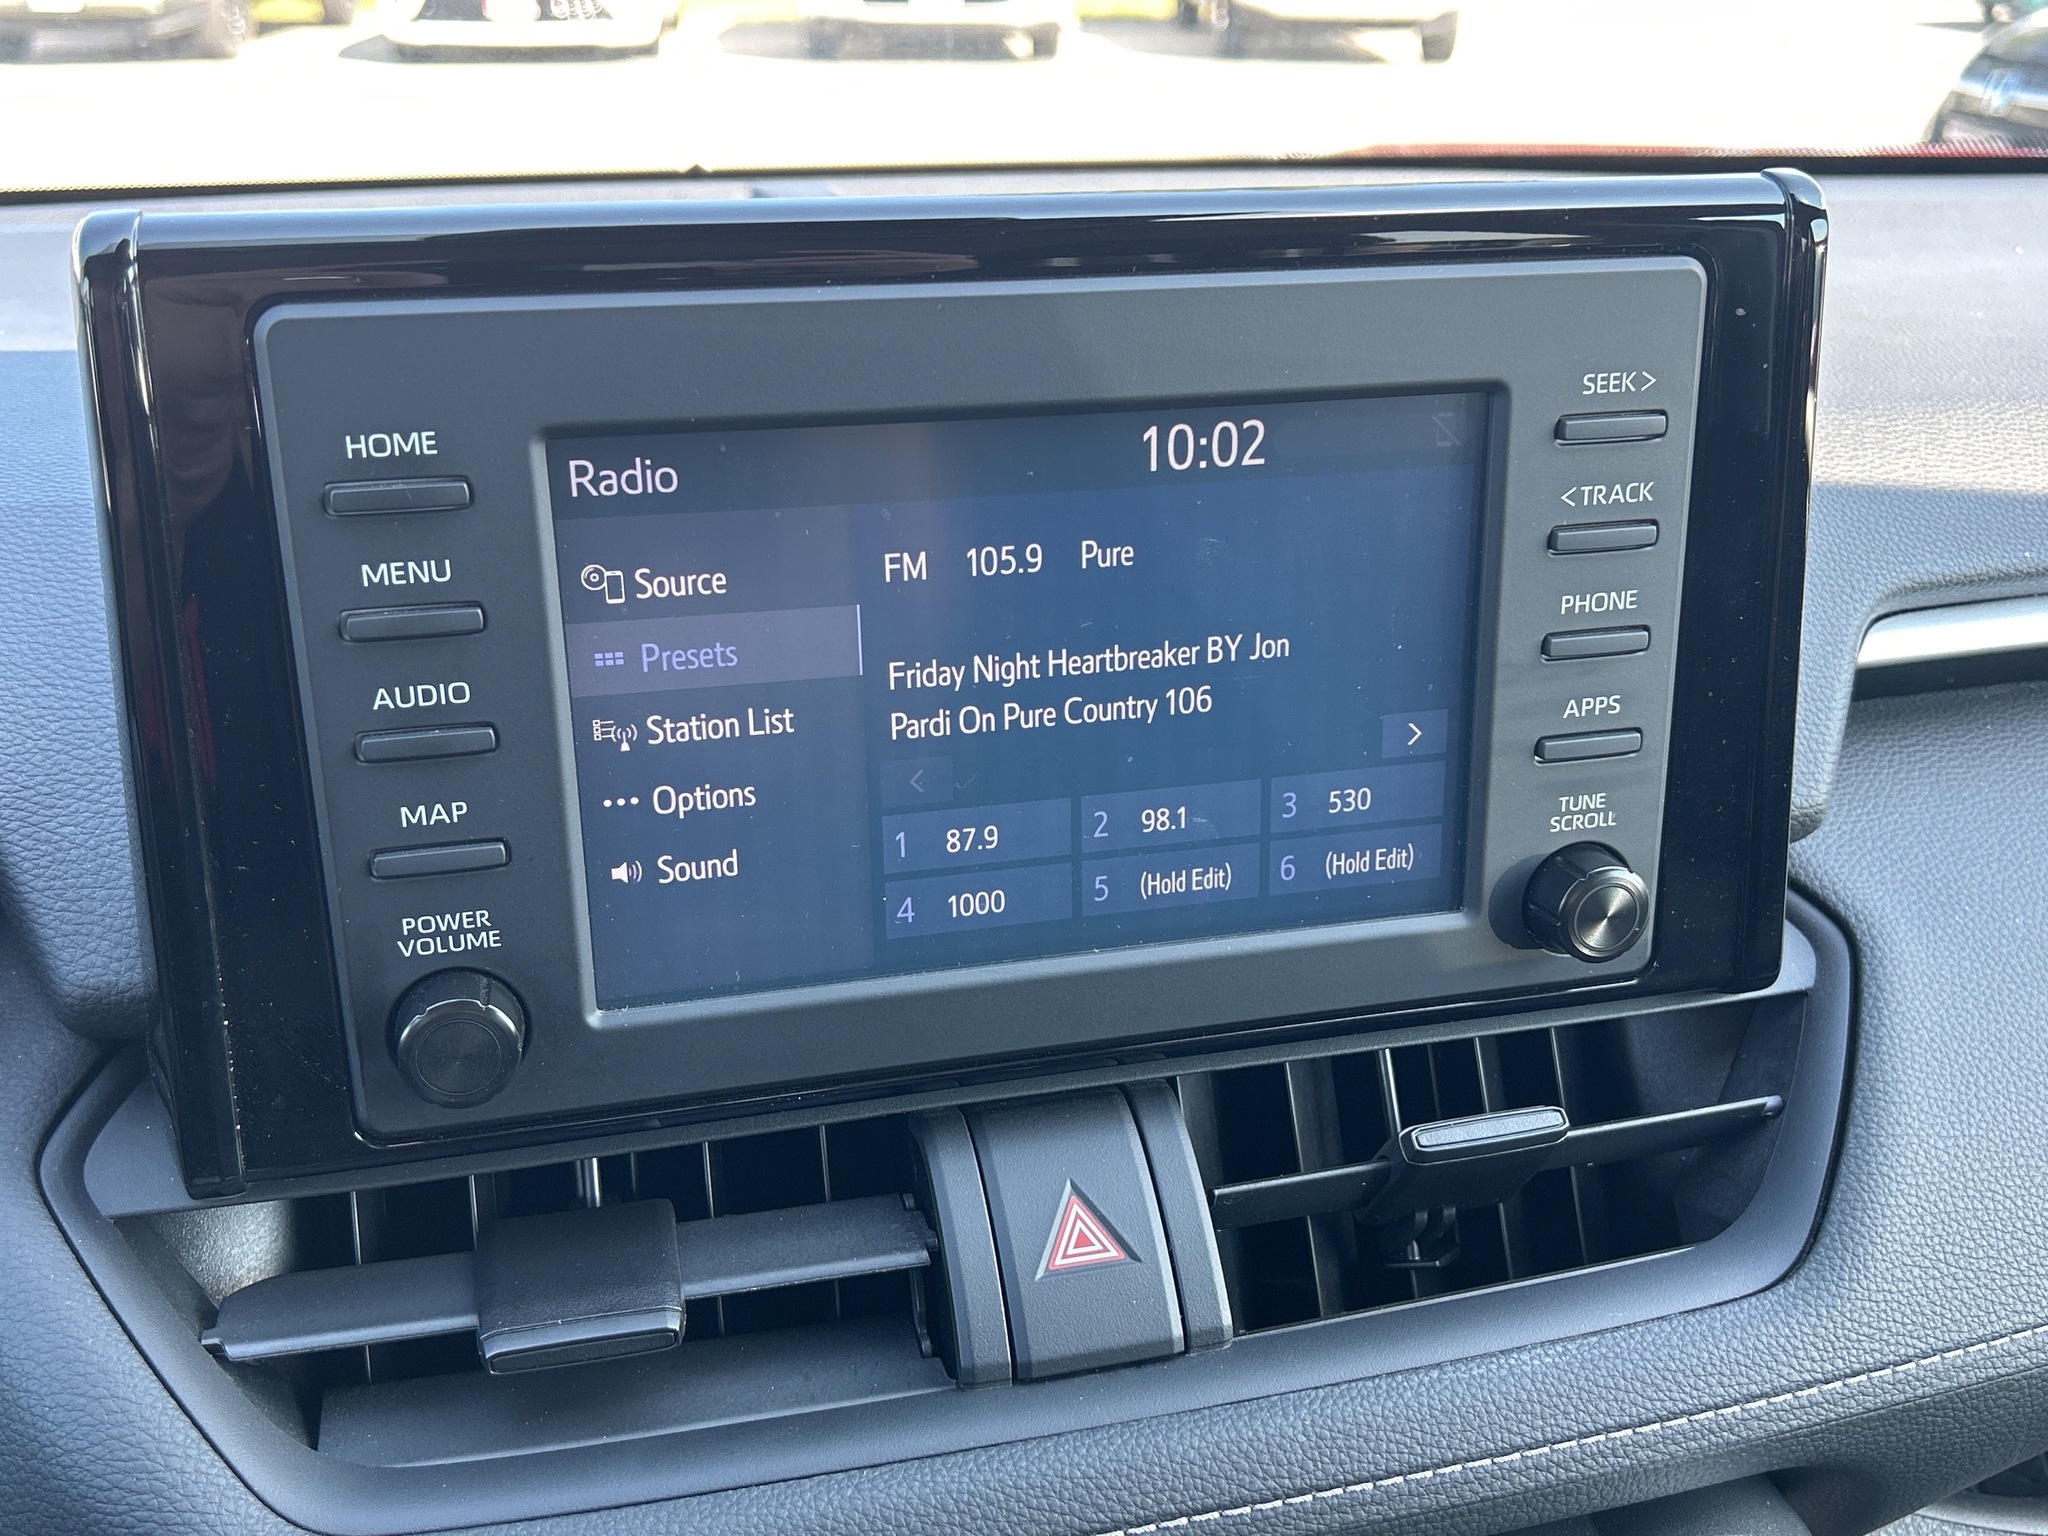 HOME
MENU
AUDIO
MAP
POWER
VOLUME
Radio
10:02
Source
Presets
Station List
Options
Sound
FM 105.9 Pure
Friday Night Heartbreaker BY Jon
Pardi On Pure Country 106
<
>
1 87.9
2 98.1
3 530
4 1000
5 (Hold Edit)
6 (Hold Edit)
SEEK >
< TRACK
PHONE
APPS
TUNE
SCROLL